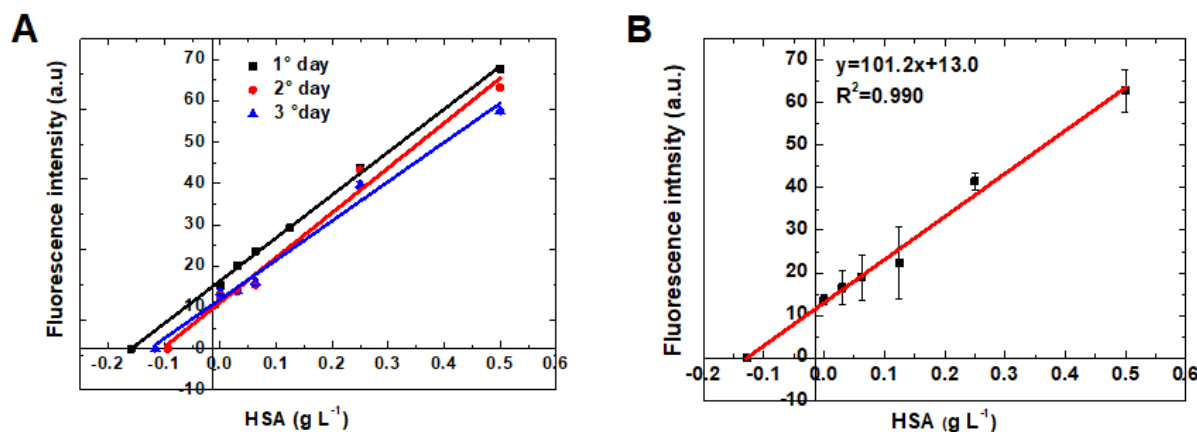 A
Fluorescence intensity (a.u)
70
60
50
40
30
20
10
0
-10
1° day
2° day
3 °day
-0.2 -0.1 0.0 0.1 0.2 0.3 0.4 0.5 0.6
HSA (g L⁻¹)
B
Fluorescence intnsity (a.u.)
70
60
50
40
30
20
10
0
-10
y=101.2x+13.0
R²=0.990
-0.2 -0.1 0.0 0.1 0.2 0.3 0.4 0.5 0.6
HSA (g L⁻¹)